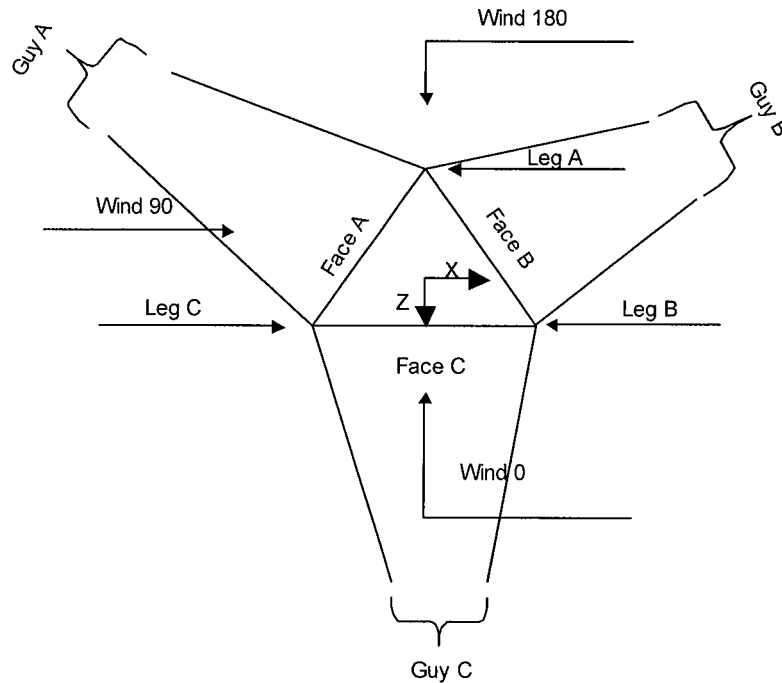 Wind 180
Guy A
Guy B
Leg A
Wind 90
Face A
Face B
X
Z
Leg C
Leg B
Face C
Wind 0
Guy C